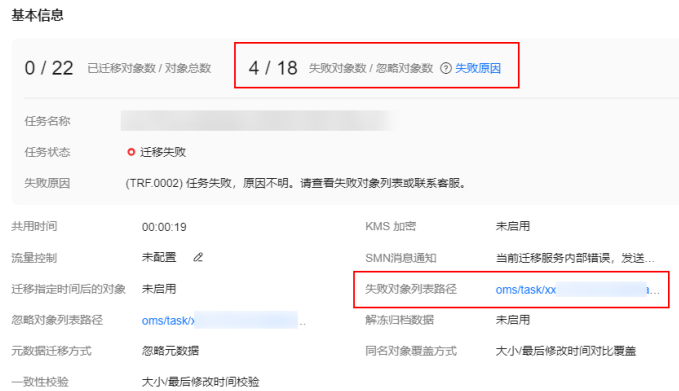 基本信息
0 / 22 已迁移对象数 / 对象总数 4 / 18 失败对象数 / 忽略对象数 ? 失败原因
任务名称
任务状态 迁移失败
失败原因 (TRF.0002) 任务失败，原因不明。请查看失败对象列表或联系客服。
共用时间 00:00:19 KMS 加密 未启用
流量控制 未配置 SMN消息通知 当前迁移服务内部错误，发送...
迁移指定时间后的对象 未启用 失败对象列表路径 oms/task/xx ...
忽略对象列表路径 oms/task/ .. 解冻归档数据 未启用
元数据迁移方式 忽略元数据 同名对象覆盖方式 大小/最后修改时间对比覆盖
一致性校验 大小/最后修改时间校验